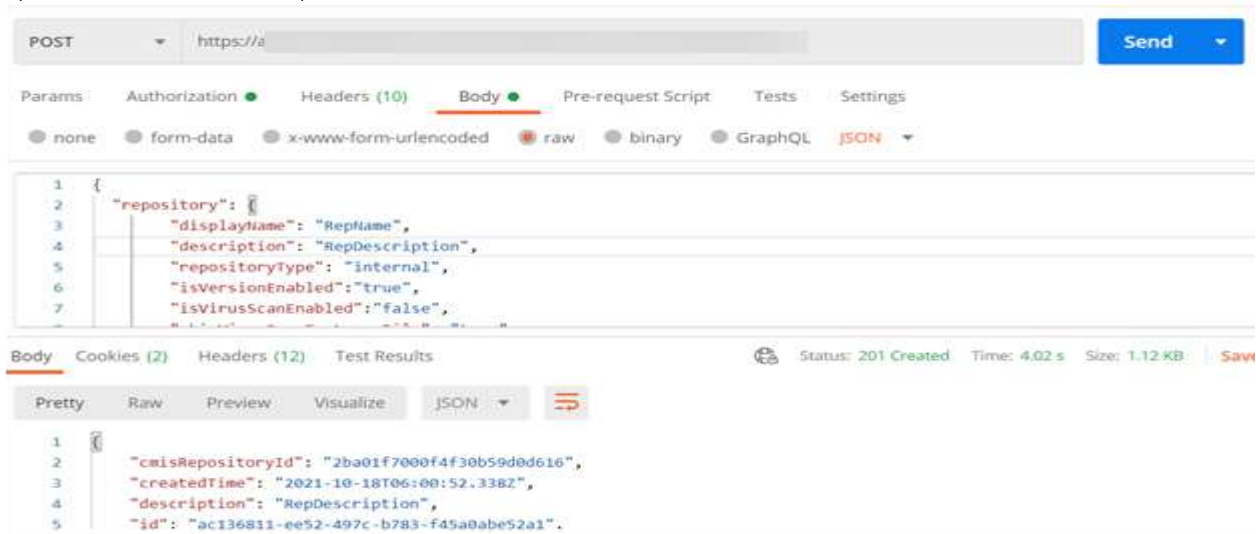 POST https://a Send
Params Authorization Headers (10) Body Pre-request Script Tests Settings
none form-data x-www-form-urlencoded raw binary GraphQL JSON
1 {
2 "repository": {
3 "displayName": "RepName",
4 "description": "RepDescription",
5 "repositoryType": "internal",
6 "isVersionEnabled":"true",
7 "isVirusScanEnabled":"false",
Body Cookies (2) Headers (12) Test Results Status: 201 Created Time: 4.02 s Size: 1.12 KB Save
Pretty Raw Preview Visualize JSON
1 {
2 "cmisRepositoryId": "2ba01f7000f4f30b59d0d616",
3 "createdTime": "2021-10-18T06:00:52.338Z",
4 "description": "RepDescription",
5 "id": "ac136811-ee52-497c-b783-f45a0abe52a1",